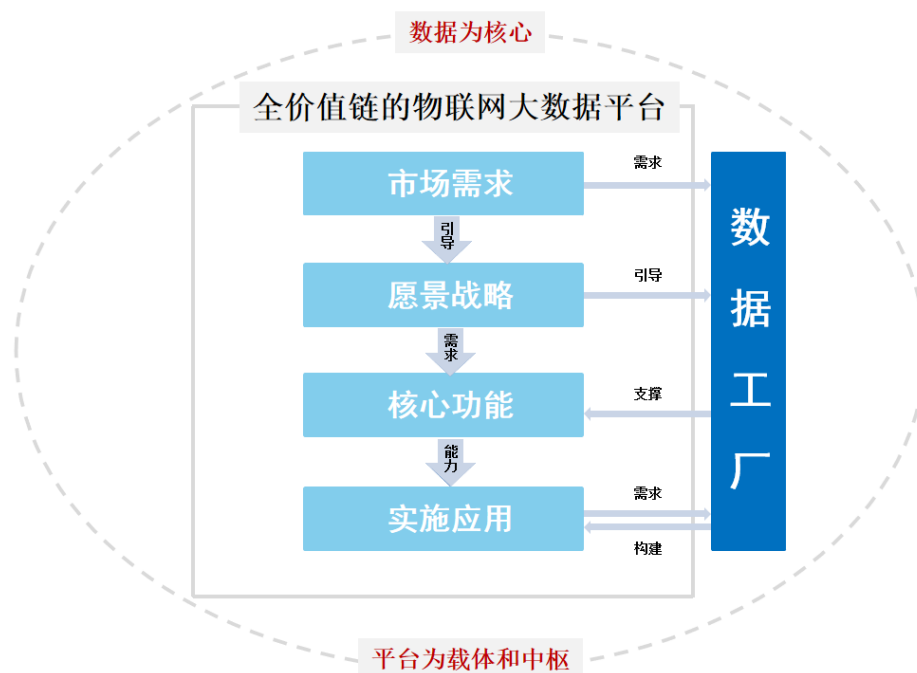 数据为核心
全价值链的物联网大数据平台
市场需求
需求
引导
愿景战略
引导
需求
核心功能
支撑
能力
实施应用
需求
构建
数据工厂
平台为载体和中枢